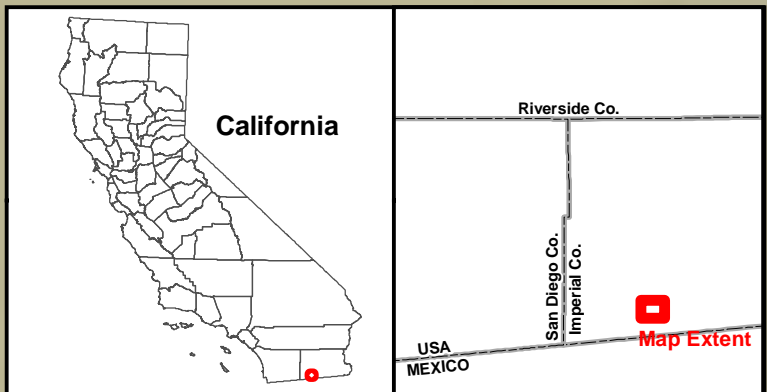 California
Riverside Co.
San Diego Co.
Imperial Co.
Map Extent
USA
MEXICO